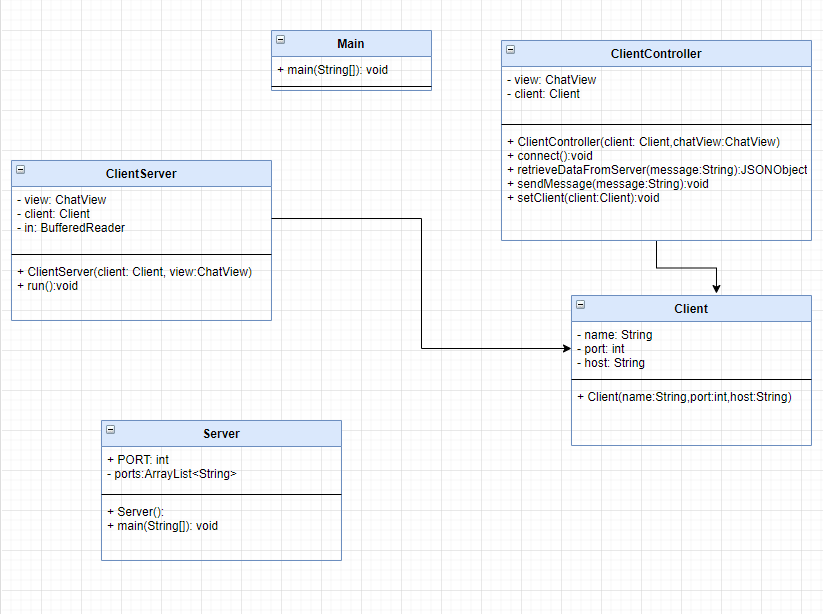 Main
+ main(String[]): void
ClientController
- view: ChatView
- client: Client
+ ClientController(client: Client,chatView:ChatView)
+ connect():void
+ retrieveDataFromServer(message:String):JSONObject
+ sendMessage(message:String):void
+ setClient(client:Client):void
ClientServer
- view: ChatView
- client: Client
- in: BufferedReader
+ ClientServer(client: Client, view:ChatView)
+ run():void
Client
- name: String
- port: int
- host: String
+ Client(name:String,port:int,host:String)
Server
+ PORT: int
- ports:ArrayList<String>
+ Server():
+ main(String[]): void